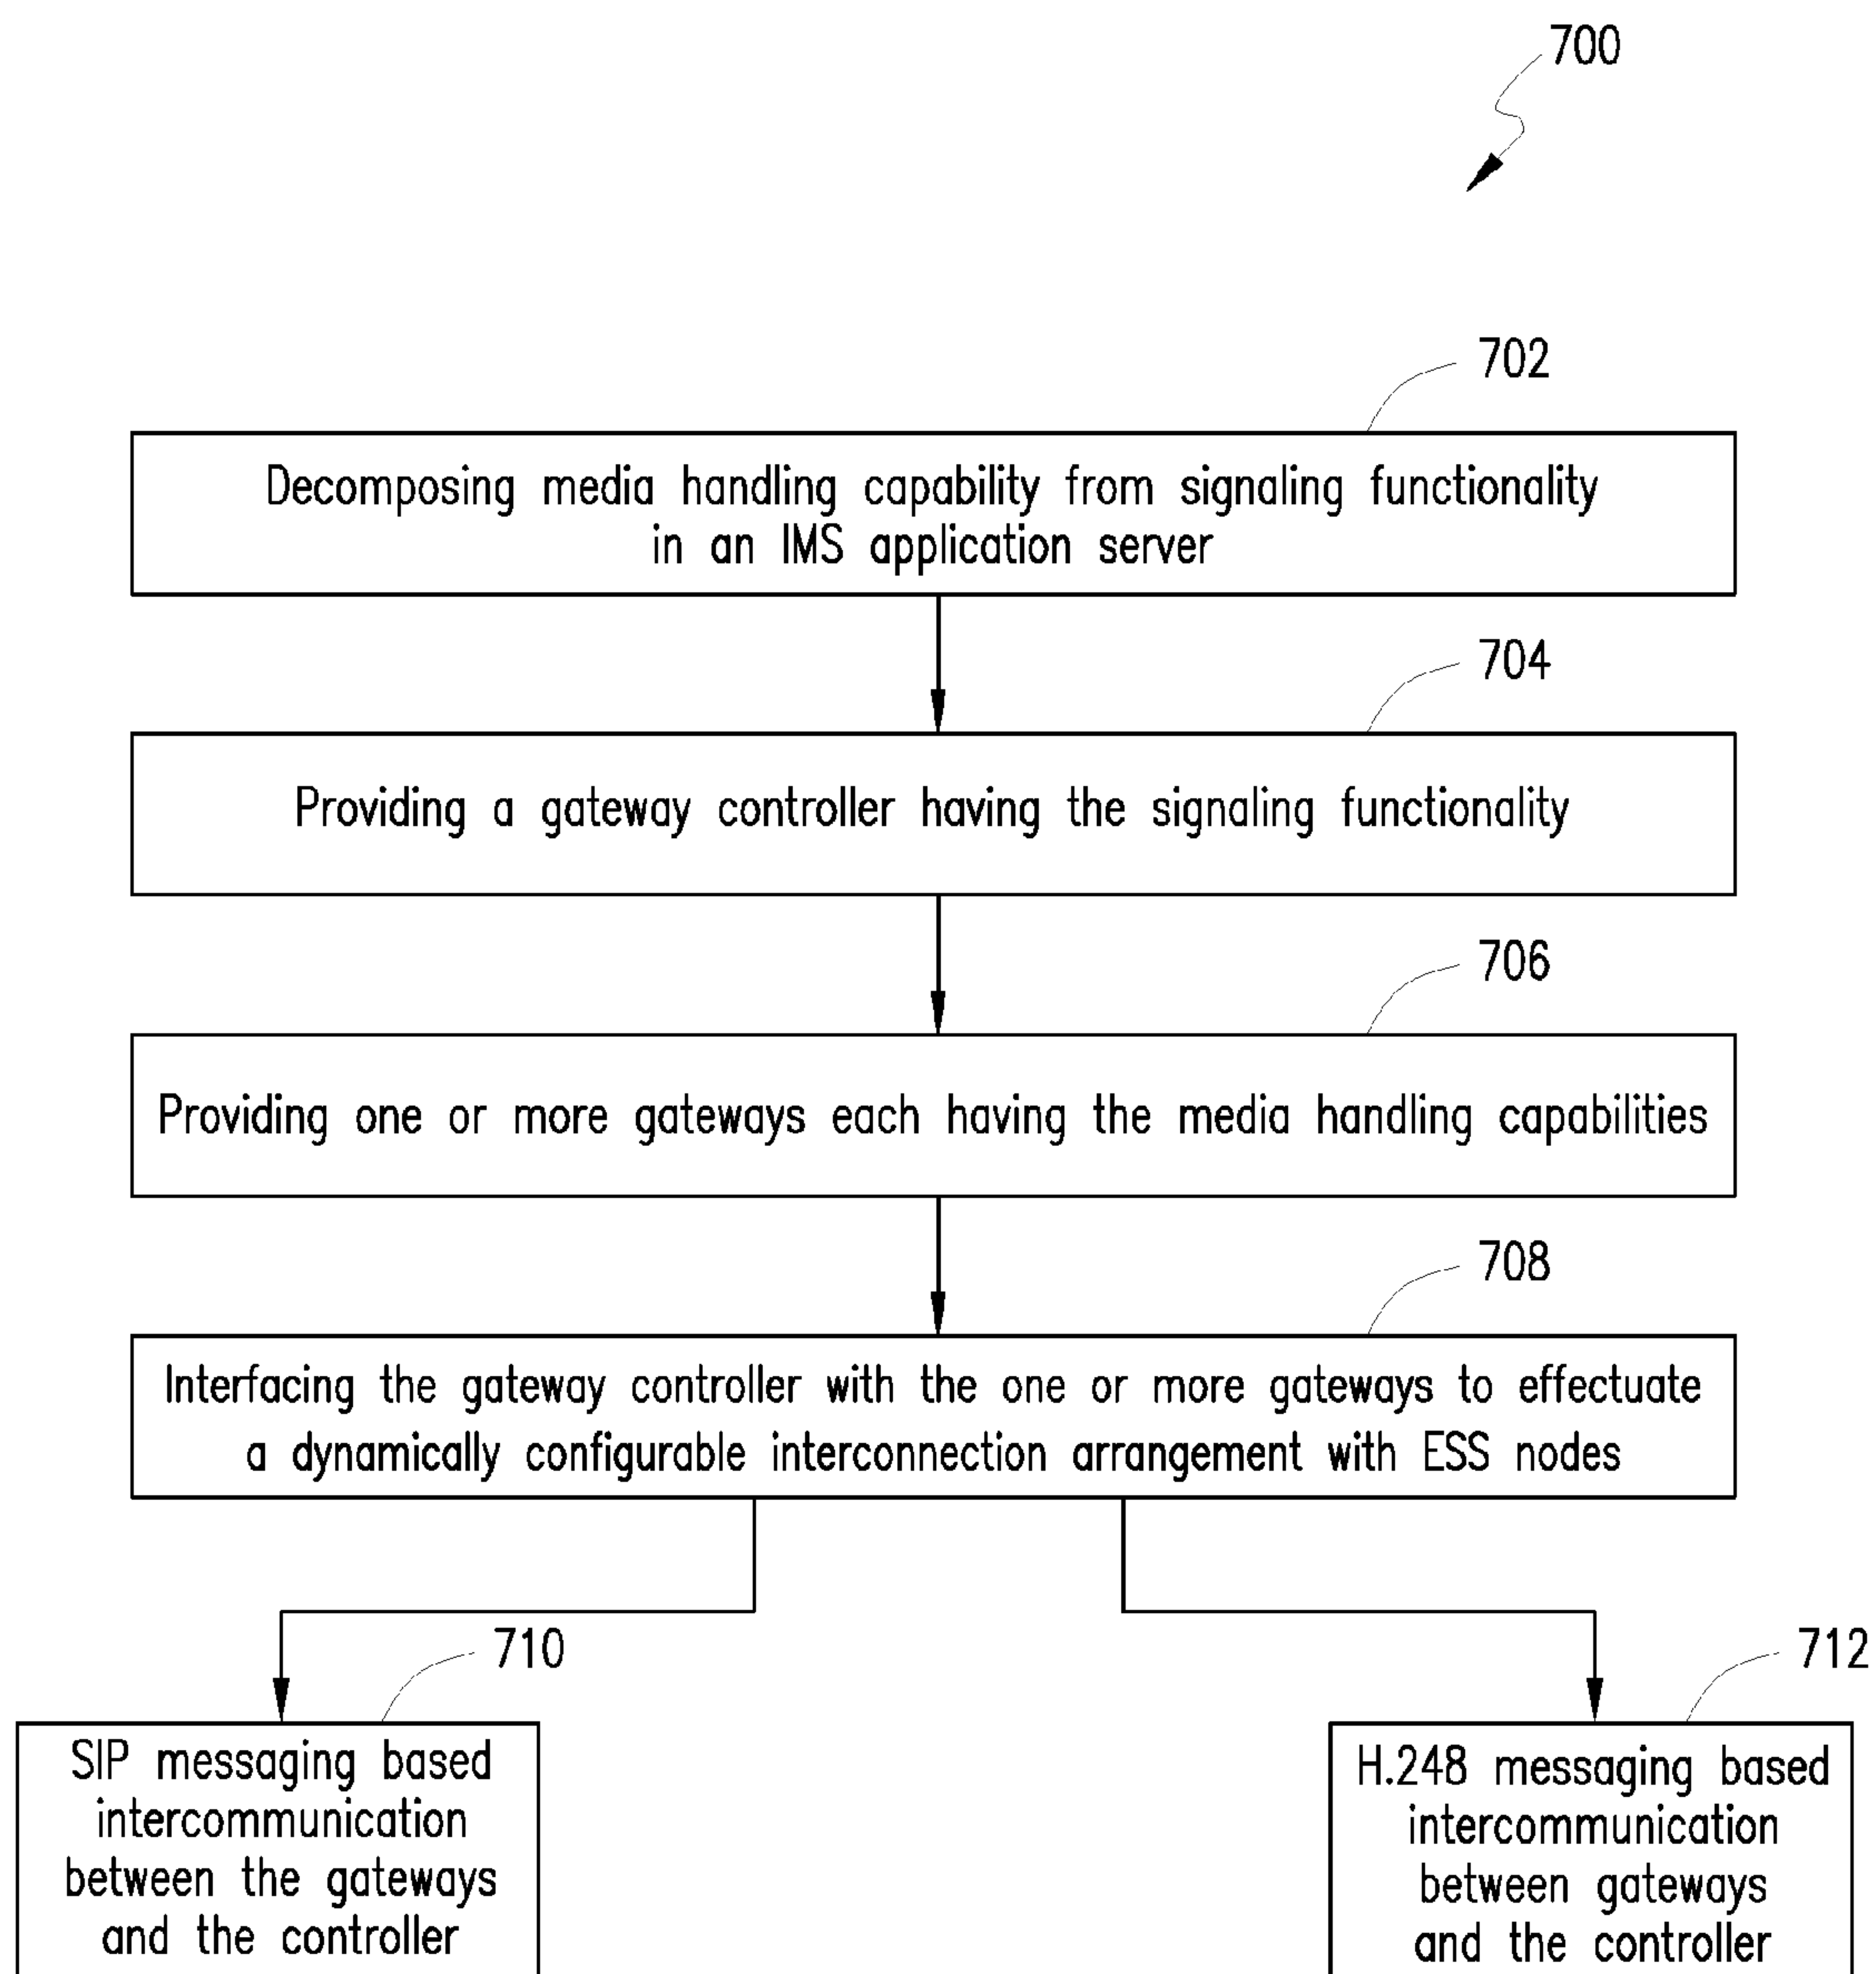 700
702
Decomposing media handling capability from signaling functionality
in an IMS application server
704
Providing a gateway controller having the signaling functionality
706
Providing one or more gateways each having the media handling capabilities
708
Interfacing the gateway controller with the one or more gateways to effectuate
a dynamically configurable interconnection arrangement with ESS nodes
710
SIP messaging based
intercommunication
between the gateways
and the controller
712
H.248 messaging based
intercommunication
between gateways
and the controller